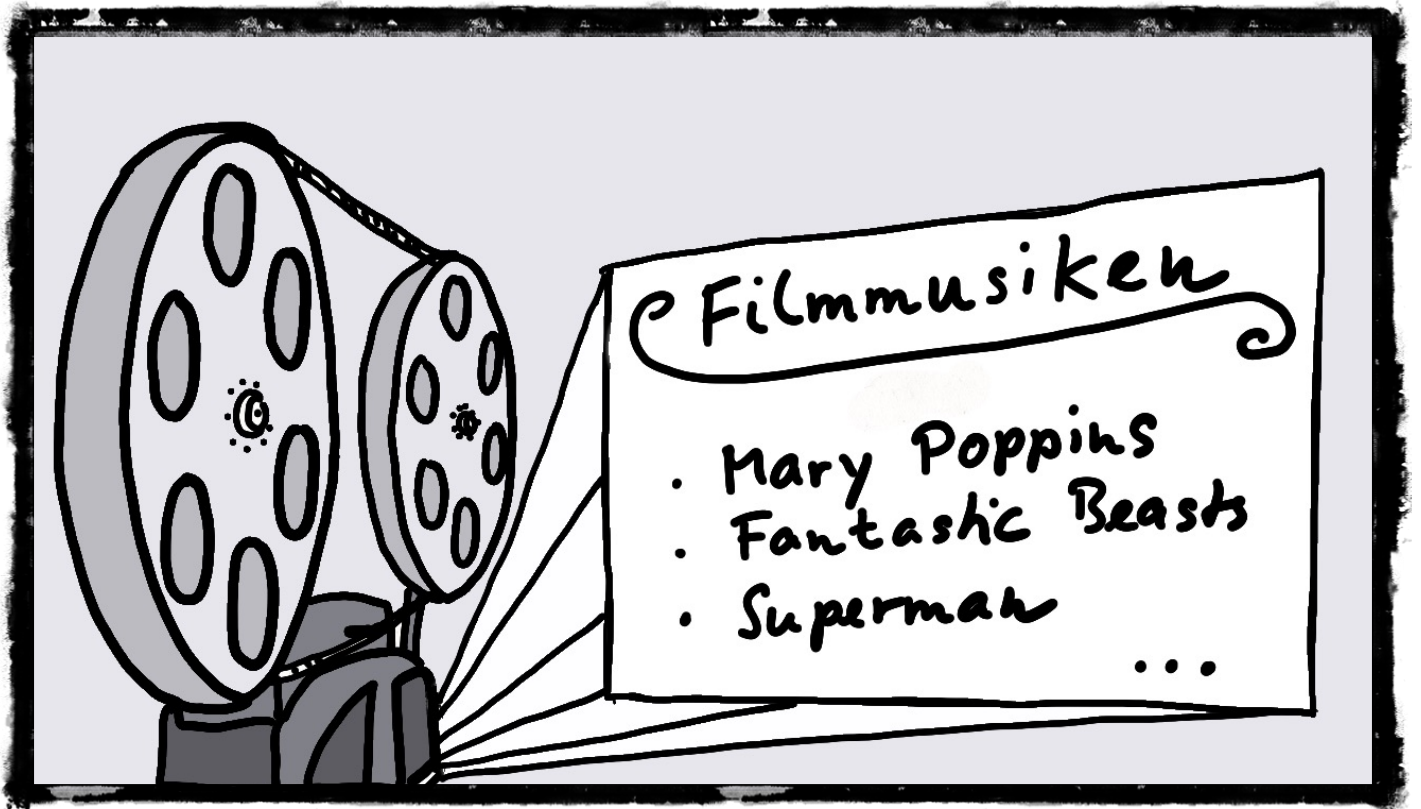 Filmmusiken
. Mary Poppins
. Fantastic Beasts
. Superman
...